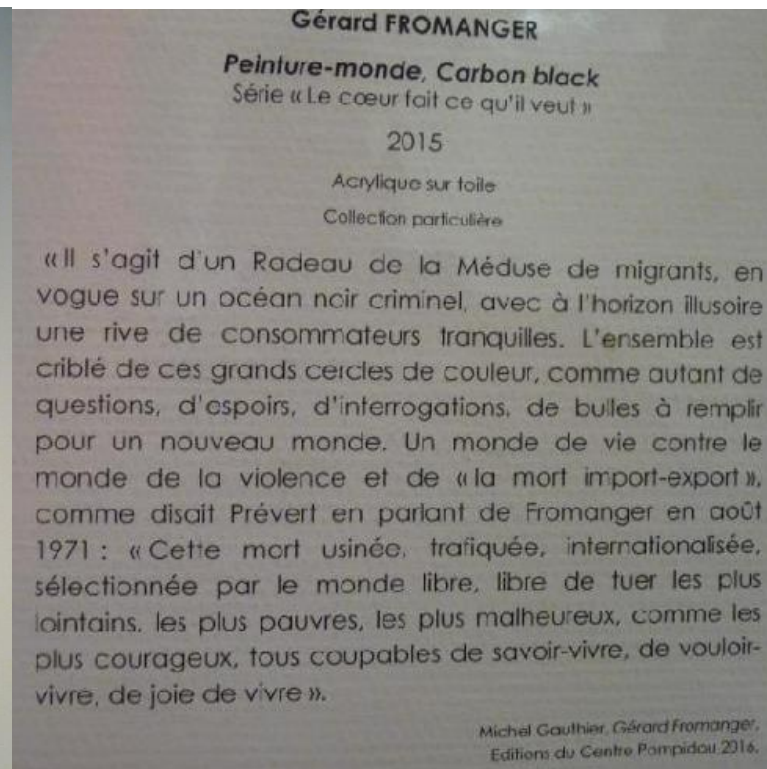 Gérard FROMANGER
Peinture-monde, Carbon black
Série « Le cœur fait ce qu'il veut »
2015
Acrylique sur toile
Collection particulière
« Il s'agit d'un Radeau de la Méduse de migrants, en
vogue sur un océan noir criminel, avec à l'horizon illusoire
une rive de consommateurs tranquilles. L'ensemble est
criblé de ces grands cercles de couleur, comme autant de
questions, d'espoirs, d'interrogations, de bulles à remplir
pour un nouveau monde. Un monde de vie contre le
monde de la violence et de « la mort import-export »,
comme disait Prévert en parlant de Fromanger en août
1971 : « Cette mort usinée, trafiquée, internationalisée,
sélectionnée par le monde libre, libre de tuer les plus
lointains, les plus pauvres, les plus malheureux, comme les
plus courageux, tous coupables de savoir-vivre, de vouloir-
vivre, de joie de vivre ».
Michel Gauthier, Gérard Fromanger,
Editions du Centre Pompidou 2016.